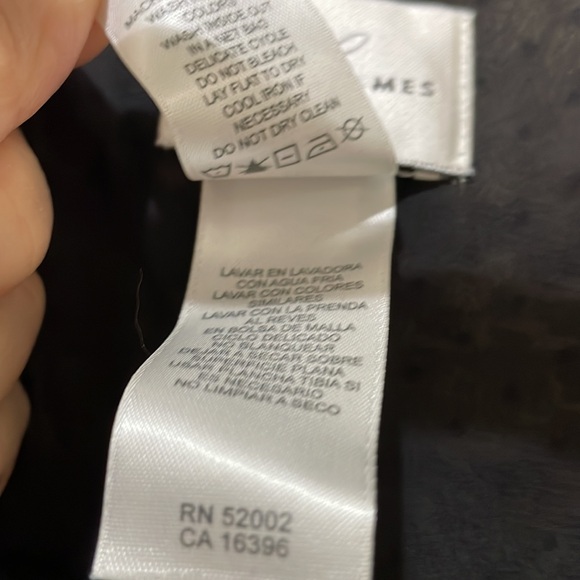 COLORS
WASH INSIDE OUT
IN A NET BAG
DELICATE CYCLE
DO NOT BLEACH
LAY FLAT TO DRY
COOL IRON IF
NECESSARY
DO NOT DRY CLEAN
MES
LAVAR EN LAVADORA
CON AGUA FRIA
LAVAR CON COLORES
SIMILARES
LAVAR CON LA PRENDA
AL REVES
EN BOLSA DE MALLA
CICLO DELICADO
NO BLANQUEAR
DEJAR A SECAR SOBRE
SUPERFICIE PLANA
USAR PLANCHA TIBIA SI
ES NECESARIO
NO LIMPIAR A SECO
RN 52002
CA 16396